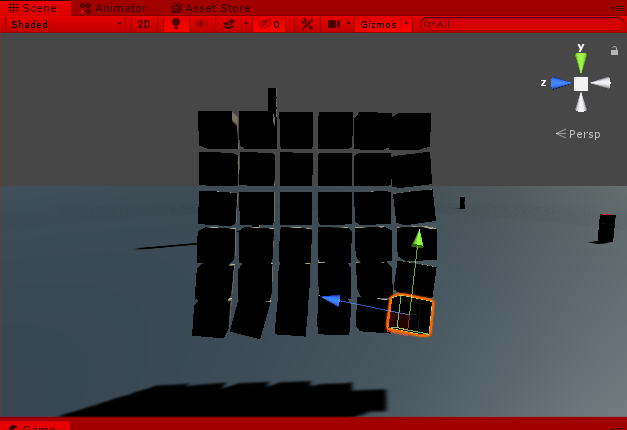 Scene Animator Asset Store
Shaded 2D 0 Gizmos All
y
z
Persp
Game